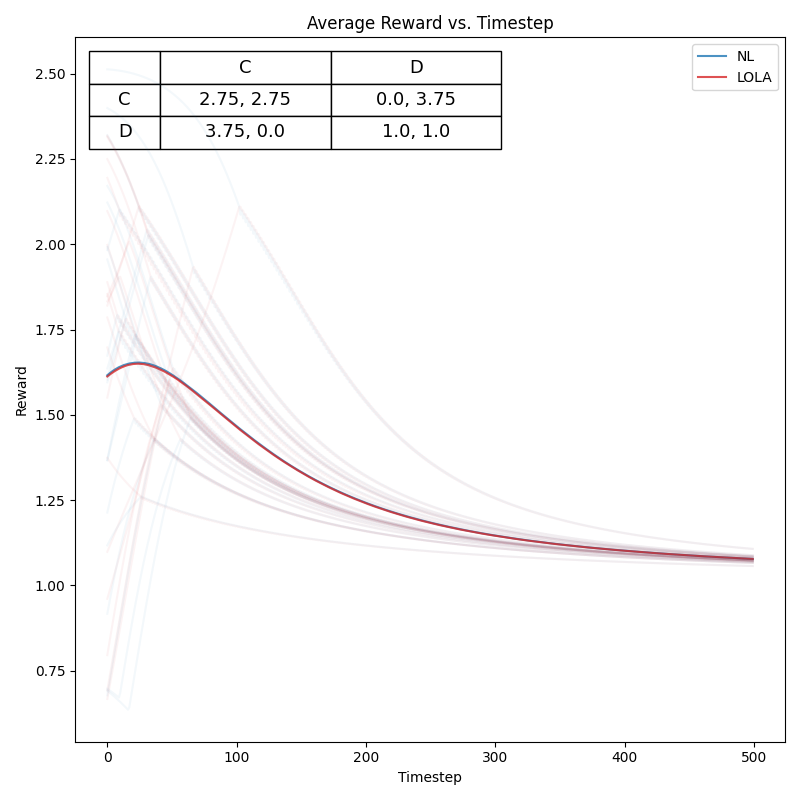 Average Reward vs. Timestep
C D
C 2.75, 2.75 0.0, 3.75
D 3.75, 0.0 1.0, 1.0
NL
LOLA
2.50
2.25
2.00
1.75
1.50
1.25
1.00
0.75
Reward
0 100 200 300 400 500
Timestep